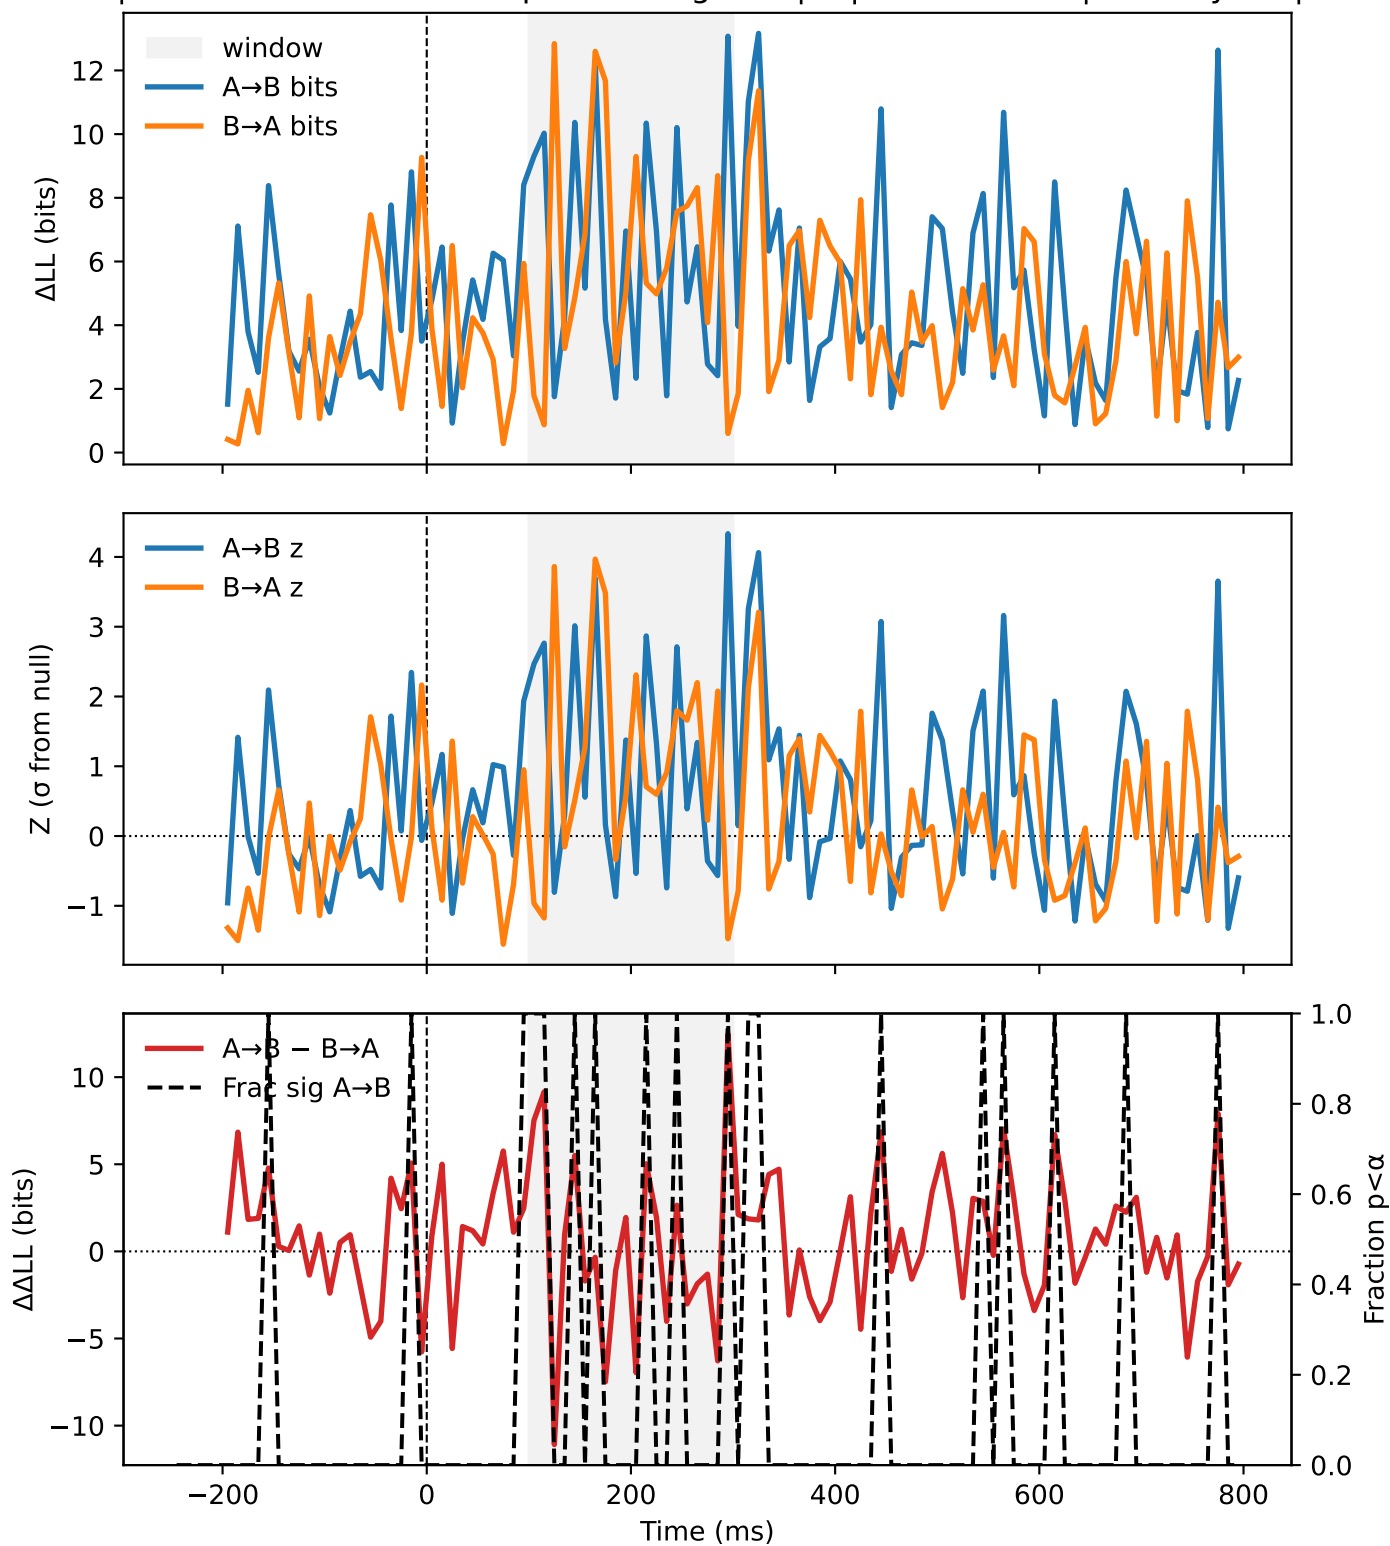 window
A→B bits
B→A bits
ΔLL (bits)
12
10
8
6
4
2
0
A→B z
B→A z
Z (σ from null)
4
3
2
1
0
−1
A→B − B→A
Frac sig A→B
ΔΔLL (bits)
10
5
0
−5
−10
1.0
0.8
0.6
0.4
0.2
0.0
Fraction p<α
−200
0
200
400
600
800
Time (ms)